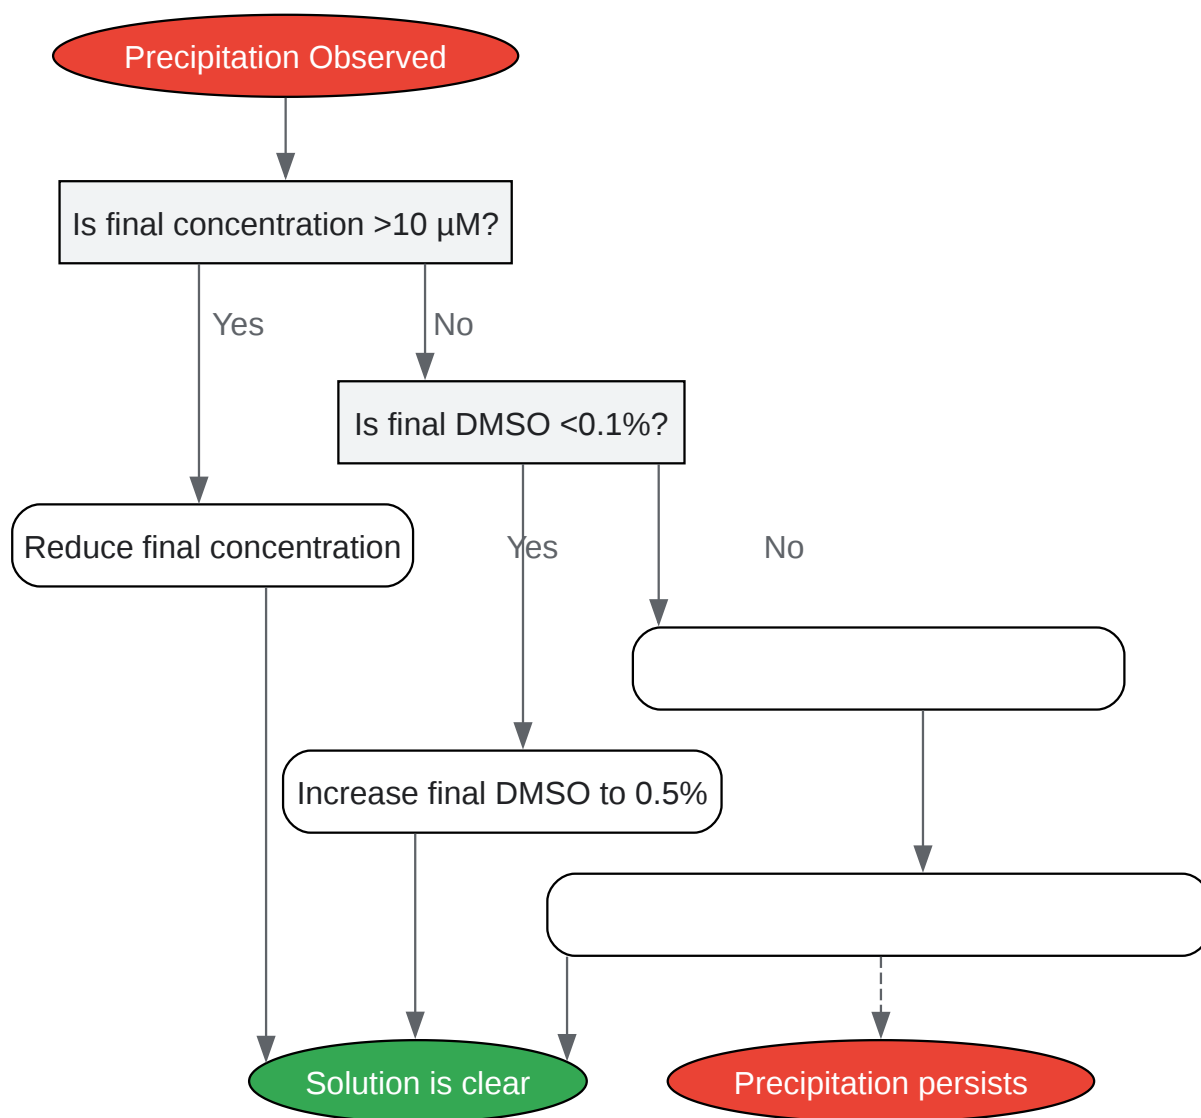 Precipitation Observed
Is final concentration >10 µM?
Yes
No
Is final DMSO <0.1%?
Reduce final concentration
Yes
No
Increase final DMSO to 0.5%
Solution is clear
Precipitation persists